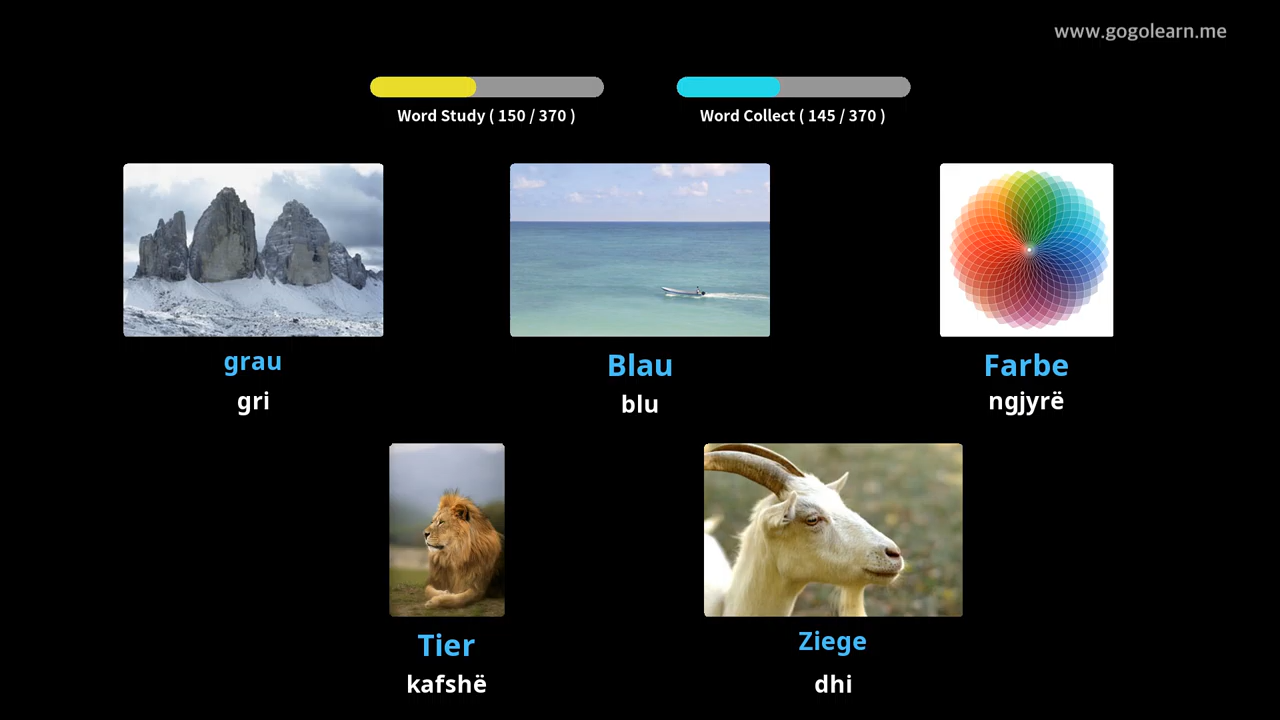 www.gogolearn.me
Word Study ( 150 / 370 )
Word Collect ( 145 / 370 )
grau
gri
Blau
blu
Farbe
ngjyrë
Tier
kafshë
Ziege
dhi